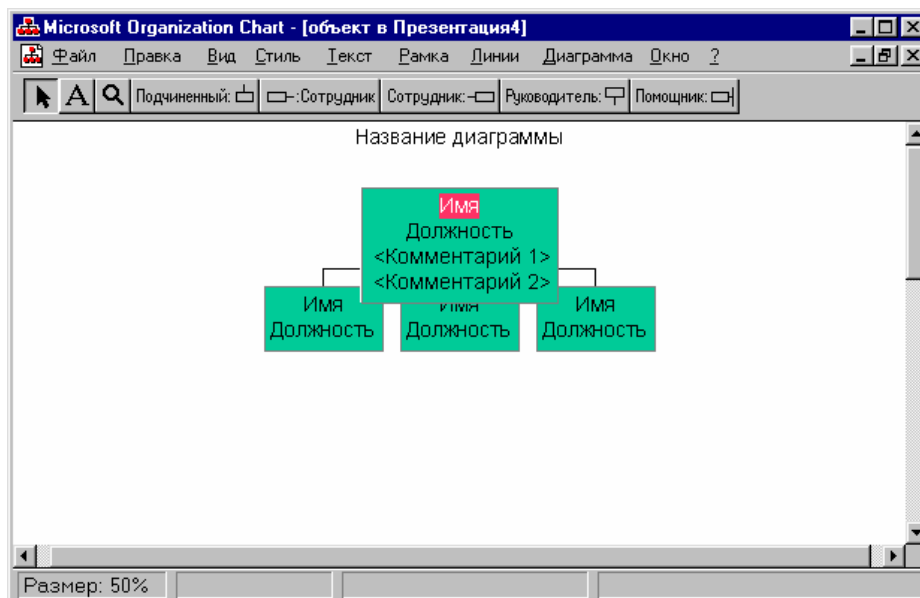 Microsoft Organization Chart - [объект в Презентация4]
Файл Правка Вид Стиль Текст Рамка Линии Диаграмма Окно ?
A Подчиненный: :Сотрудник Сотрудник: Руководитель: Помощник:
Название диаграммы
Имя
Должность
<Комментарий 1>
<Комментарий 2>
Имя Имя Имя
Должность Должность Должность
Размер: 50%